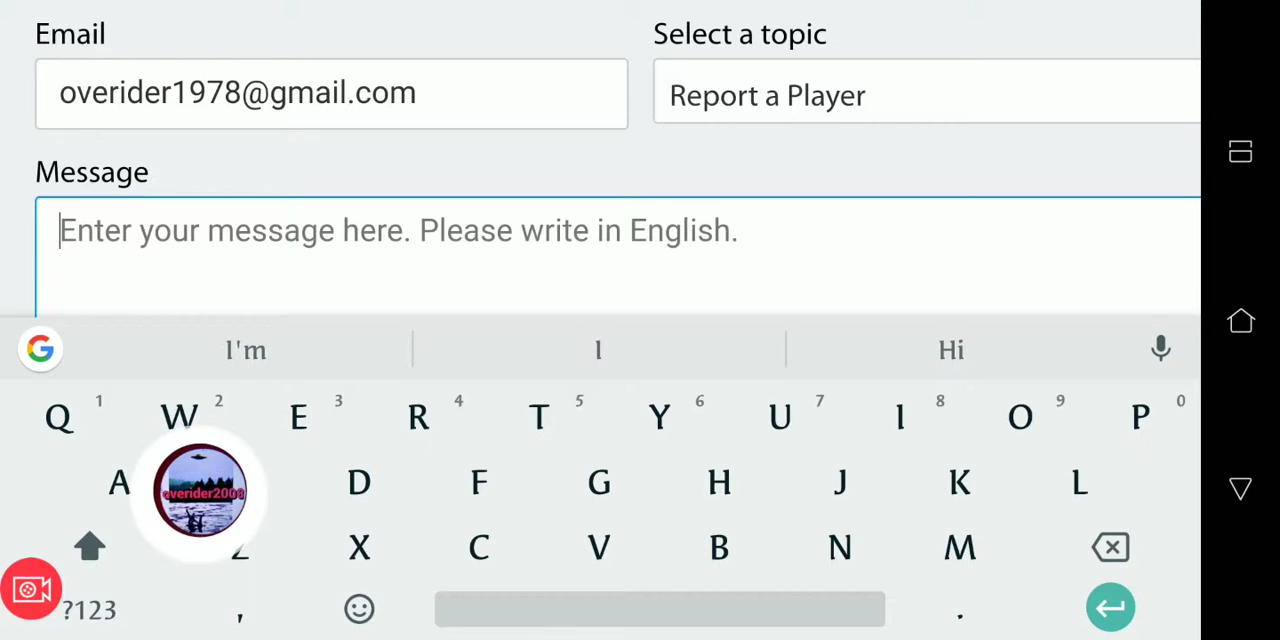 Email
Select a topic
overider1978@gmail.com
Report a Player
Message
Enter your message here. Please write in English.
G
I'm
I
Hi
Q 1 W 2 E 3 R 4 T 5 Y 6 U 7 I 8 O 9 P 0
A D F G H J K L
overider2008
Z X C V B N M
?123 , .